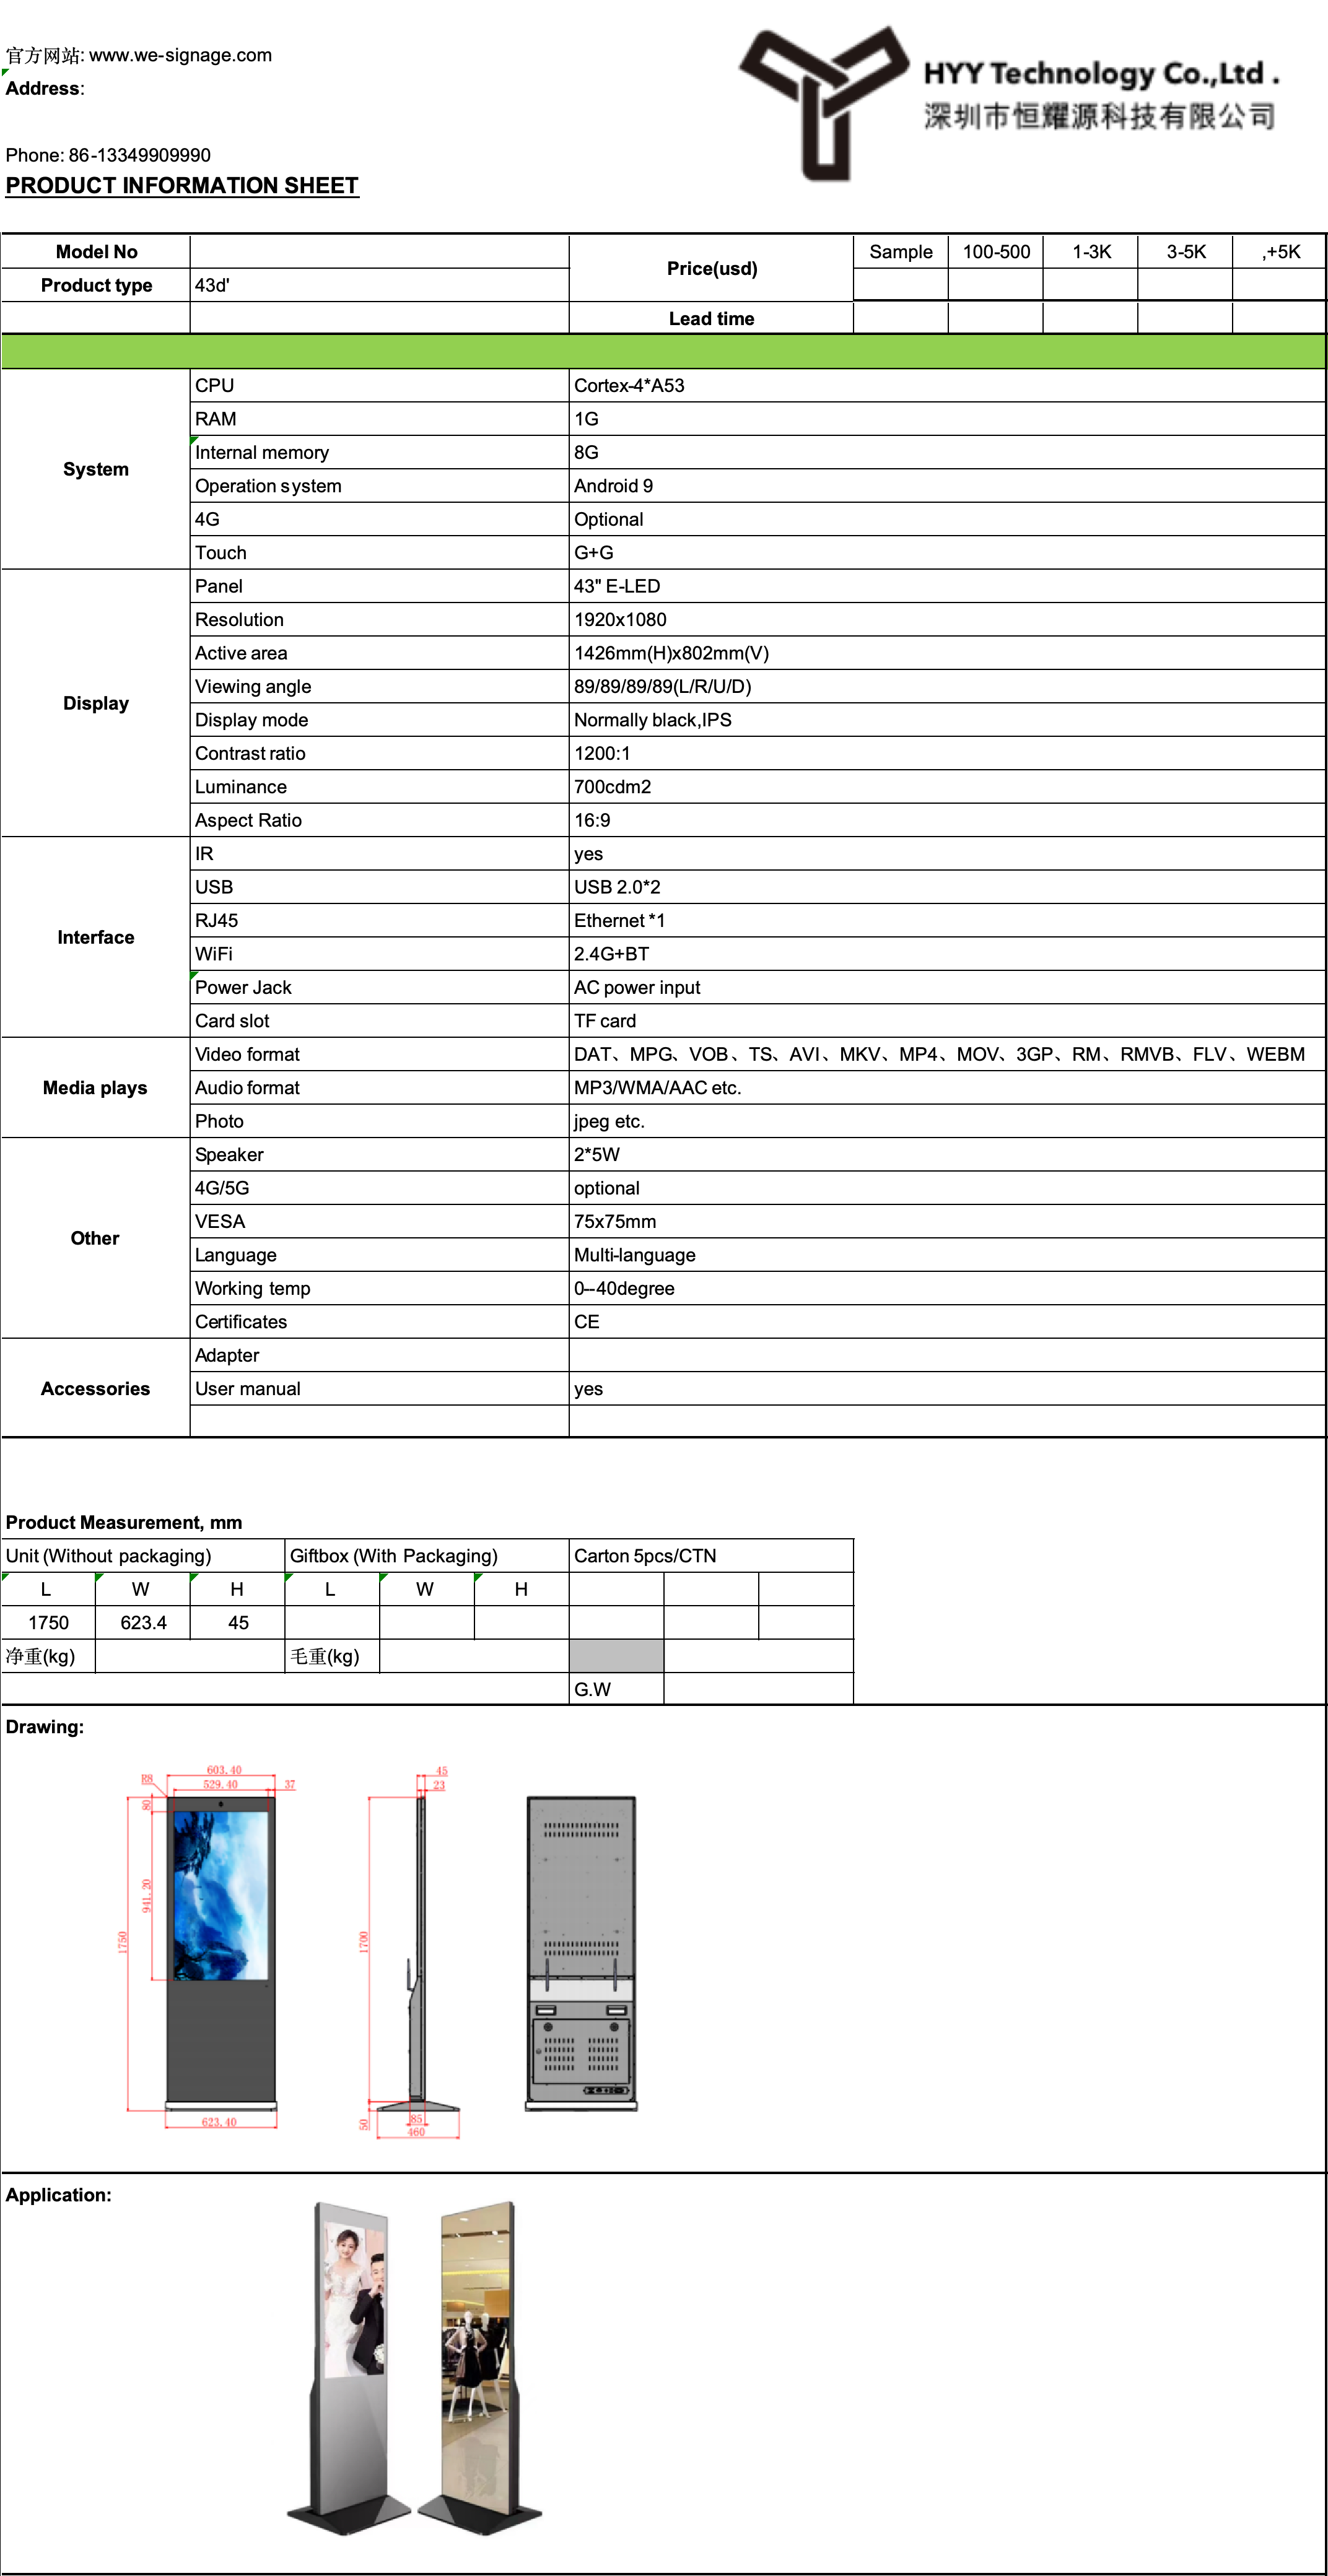 官方网站: www.we-signage.com
HYY Technology Co.,Ltd .
深圳市恒耀源科技有限公司
Address:
Phone: 86-13349909990
PRODUCT INFORMATION SHEET
Model No Price(usd) Sample 100-500 1-3K 3-5K ,+5K
Product type 43d'
Lead time
System
CPU Cortex-4*A53
RAM 1G
Internal memory 8G
Operation system Android 9
4G Optional
Touch G+G
Display
Panel 43" E-LED
Resolution 1920x1080
Active area 1426mm(H)x802mm(V)
Viewing angle 89/89/89/89(L/R/U/D)
Display mode Normally black,IPS
Contrast ratio 1200:1
Luminance 700cdm2
Aspect Ratio 16:9
Interface
IR yes
USB USB 2.0*2
RJ45 Ethernet *1
WiFi 2.4G+BT
Power Jack AC power input
Card slot TF card
Media plays
Video format DAT、MPG、VOB、TS、AVI、MKV、MP4、MOV、3GP、RM、RMVB、FLV、WEBM
Audio format MP3/WMA/AAC etc.
Photo jpeg etc.
Other
Speaker 2*5W
4G/5G optional
VESA 75x75mm
Language Multi-language
Working temp 0--40degree
Certificates CE
Accessories
Adapter
User manual yes
Product Measurement, mm
Unit (Without packaging) Giftbox (With Packaging) Carton 5pcs/CTN
L W H L W H
1750 623.4 45
净重(kg) 毛重(kg)
G.W
Drawing:
603.40
R8 529.40 37
80
941.20
1750
623.40
45
23
1700
50
85
460
Application: